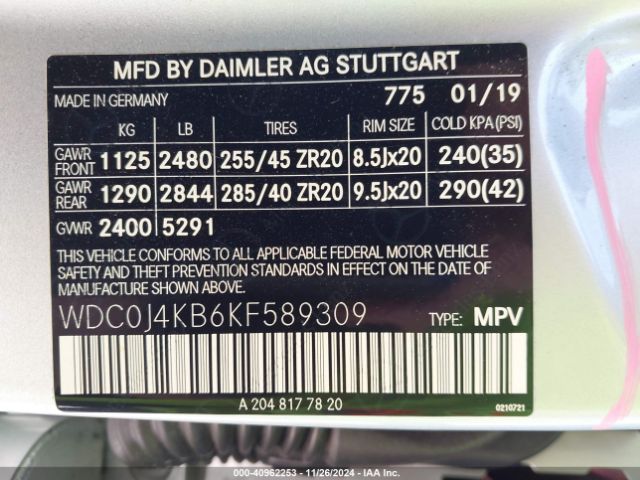 MFD BY DAIMLER AG STUTTGART
MADE IN GERMANY 775 01/19
KG LB TIRES RIM SIZE COLD KPA(PSI)
GAWR FRONT 1125 2480 255/45 ZR20 8.5Jx20 240(35)
GAWR REAR 1290 2844 285/40 ZR20 9.5Jx20 290(42)
GVWR 2400 5291
THIS VEHICLE CONFORMS TO ALL APPLICABLE FEDERAL MOTOR VEHICLE
SAFETY AND THEFT PREVENTION STANDARDS IN EFFECT ON THE DATE
OF MANUFACTURE SHOWN ABOVE.
WDC0J4KB6KF589309 TYPE: MPV
A 204 817 78 20 0210721
000-40962253 - 11/26/2024 - IAA Inc.